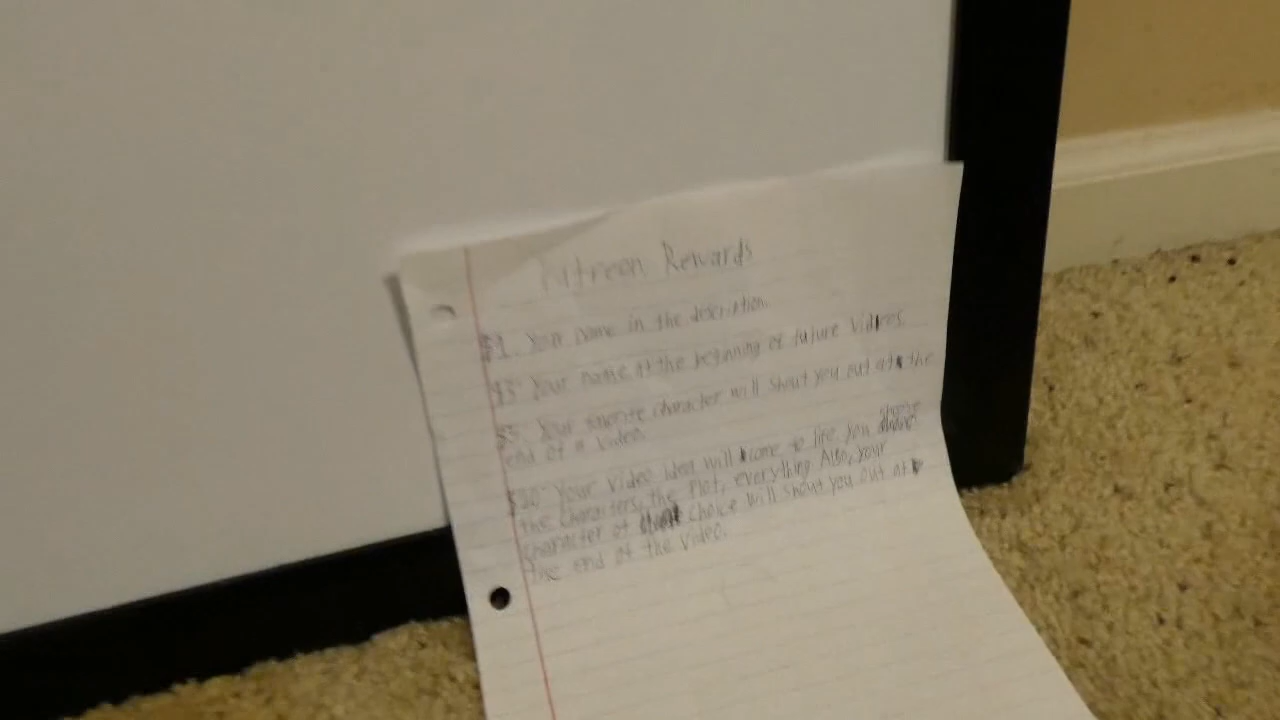 Patreon Rewards
$1. Your name in the description.
$3. Your name at the beginning of future videos
$5. Your favorite character will shout you out at the
end of a video.
Your video idea will come to life, you choose
the characters, the plot, everything. Also, your
character of choice will shout you out at
the end of the video.